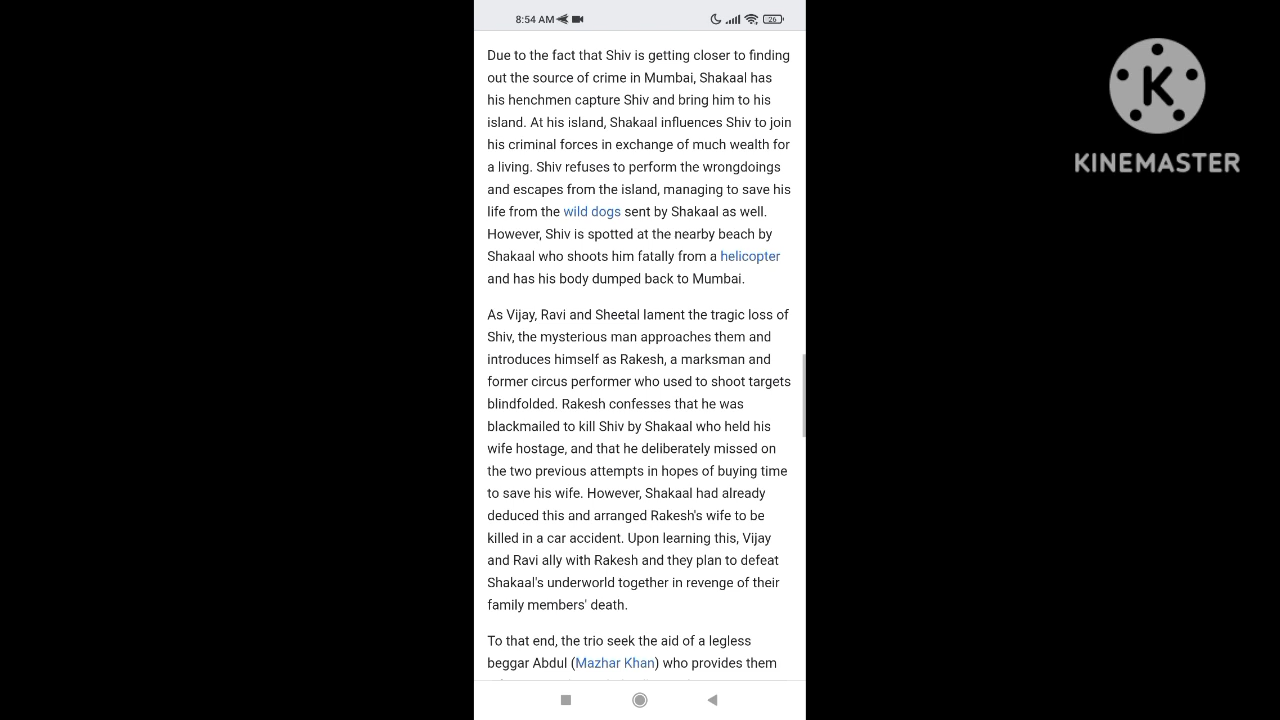 8:54 AM
26
Due to the fact that Shiv is getting closer to finding
out the source of crime in Mumbai, Shakaal has
his henchmen capture Shiv and bring him to his
island. At his island, Shakaal influences Shiv to join
his criminal forces in exchange of much wealth for
a living. Shiv refuses to perform the wrongdoings
and escapes from the island, managing to save his
life from the wild dogs sent by Shakaal as well.
However, Shiv is spotted at the nearby beach by
Shakaal who shoots him fatally from a helicopter
and has his body dumped back to Mumbai.
As Vijay, Ravi and Sheetal lament the tragic loss of
Shiv, the mysterious man approaches them and
introduces himself as Rakesh, a marksman and
former circus performer who used to shoot targets
blindfolded. Rakesh confesses that he was
blackmailed to kill Shiv by Shakaal who held his
wife hostage, and that he deliberately missed on
the two previous attempts in hopes of buying time
to save his wife. However, Shakaal had already
deduced this and arranged Rakesh's wife to be
killed in a car accident. Upon learning this, Vijay
and Ravi ally with Rakesh and they plan to defeat
Shakaal's underworld together in revenge of their
family members' death.
To that end, the trio seek the aid of a legless
beggar Abdul (Mazhar Khan) who provides them
K
KINEMASTER